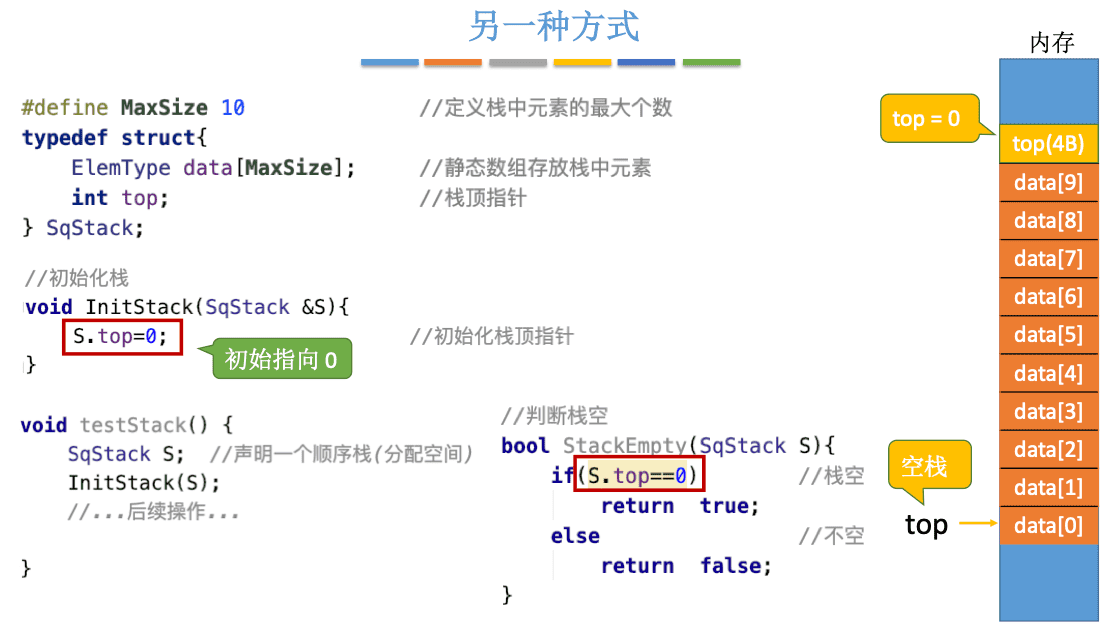 另一种方式
#define MaxSize 10 //定义栈中元素的最大个数
typedef struct{
ElemType data[MaxSize]; //静态数组存放栈中元素
int top; //栈顶指针
} SqStack;
//初始化栈
void InitStack(SqStack &S){
S.top=0; //初始化栈顶指针
初始指向 0
}
void testStack() {
SqStack S; //声明一个顺序栈(分配空间)
InitStack(S);
//...后续操作...
}
//判断栈空
bool StackEmpty(SqStack S){
if(S.top==0) //栈空
return true;
else //不空
return false;
}
内存
top = 0
top(4B)
data[9]
data[8]
data[7]
data[6]
data[5]
data[4]
data[3]
data[2]
data[1]
空栈
top
data[0]